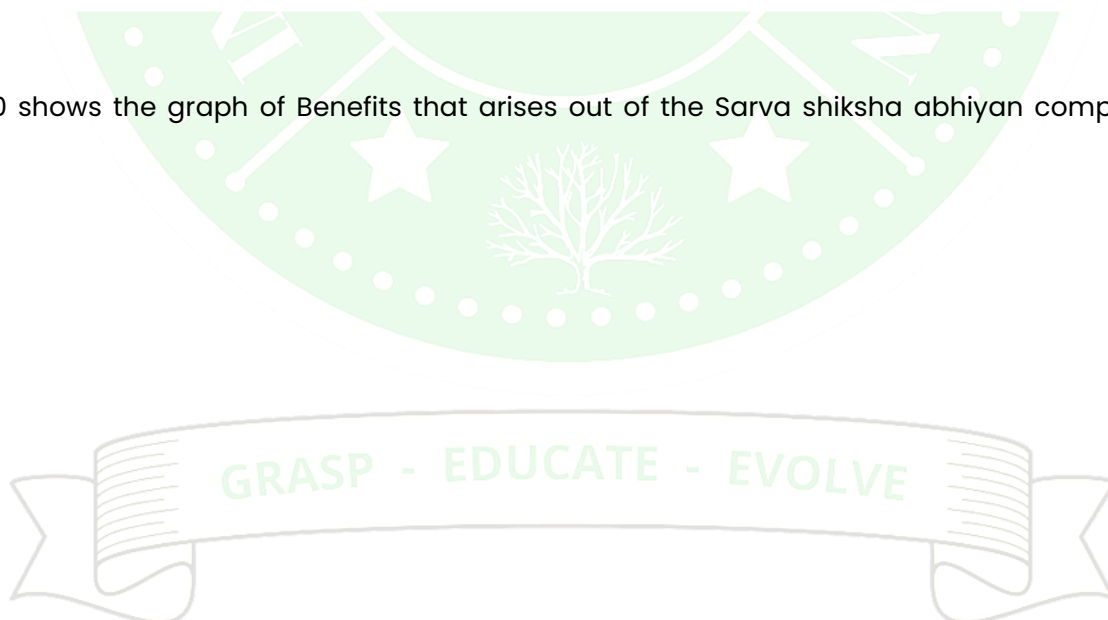 0 shows the graph of Benefits that arises out of the Sarva shiksha abhiyan comp
GRASP - EDUCATE - EVOLVE